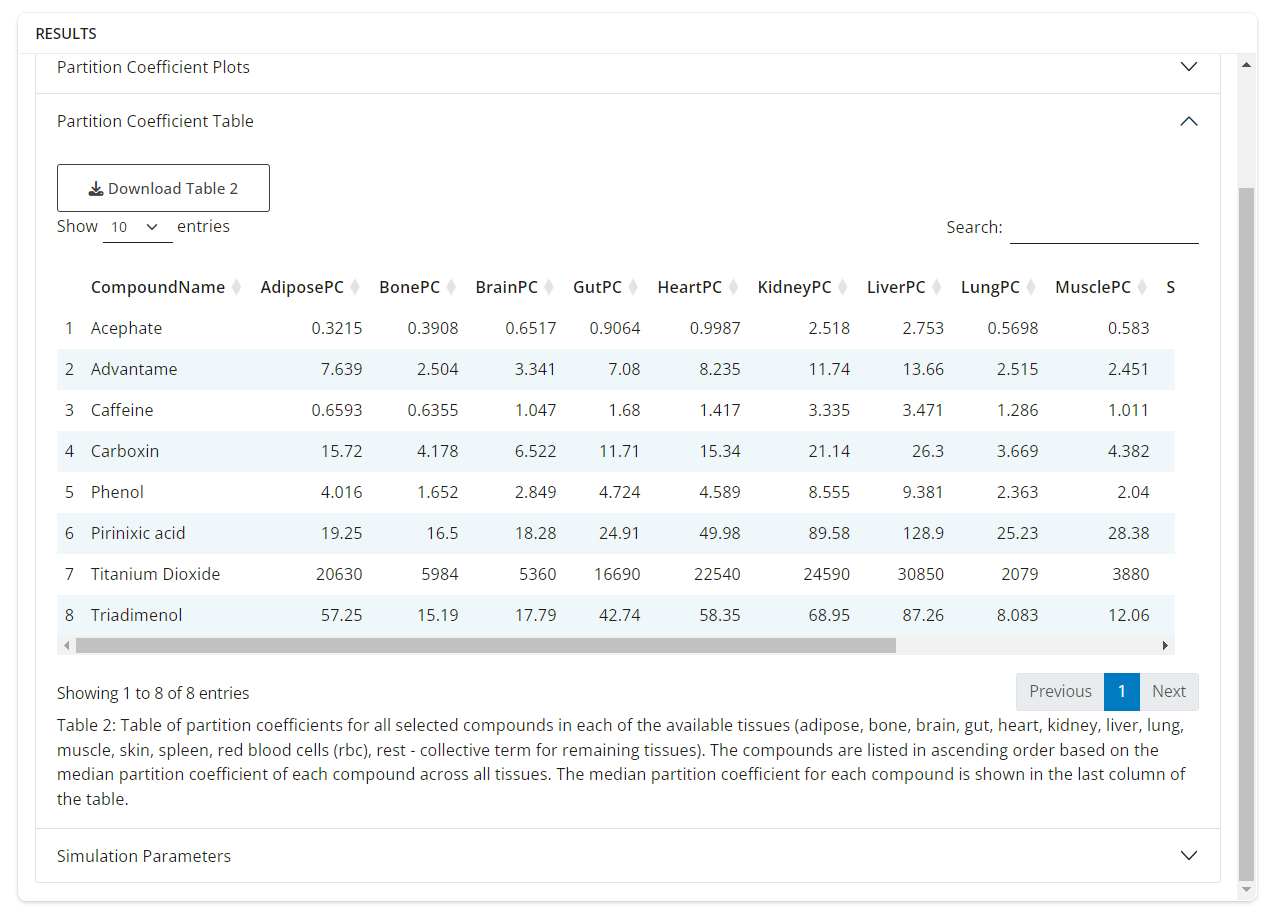 RESULTS
Partition Coefficient Plots
Partition Coefficient Table
Download Table 2
Show 10 entries
Search:
CompoundName AdiposePC BonePC BrainPC GutPC HeartPC KidneyPC LiverPC LungPC MusclePC S
1 Acephate 0.3215 0.3908 0.6517 0.9064 0.9987 2.518 2.753 0.5698 0.583
2 Advantame 7.639 2.504 3.341 7.08 8.235 11.74 13.66 2.515 2.451
3 Caffeine 0.6593 0.6355 1.047 1.68 1.417 3.335 3.471 1.286 1.011
4 Carboxin 15.72 4.178 6.522 11.71 15.34 21.14 26.3 3.669 4.382
5 Phenol 4.016 1.652 2.849 4.724 4.589 8.555 9.381 2.363 2.04
6 Pirinixic acid 19.25 16.5 18.28 24.91 49.98 89.58 128.9 25.23 28.38
7 Titanium Dioxide 20630 5984 5360 16690 22540 24590 30850 2079 3880
8 Triadimenol 57.25 15.19 17.79 42.74 58.35 68.95 87.26 8.083 12.06
Showing 1 to 8 of 8 entries
Previous 1 Next
Table 2: Table of partition coefficients for all selected compounds in each of the available tissues (adipose, bone, brain, gut, heart, kidney, liver, lung,
muscle, skin, spleen, red blood cells (rbc), rest - collective term for remaining tissues). The compounds are listed in ascending order based on the
median partition coefficient of each compound across all tissues. The median partition coefficient for each compound is shown in the last column of
the table.
Simulation Parameters